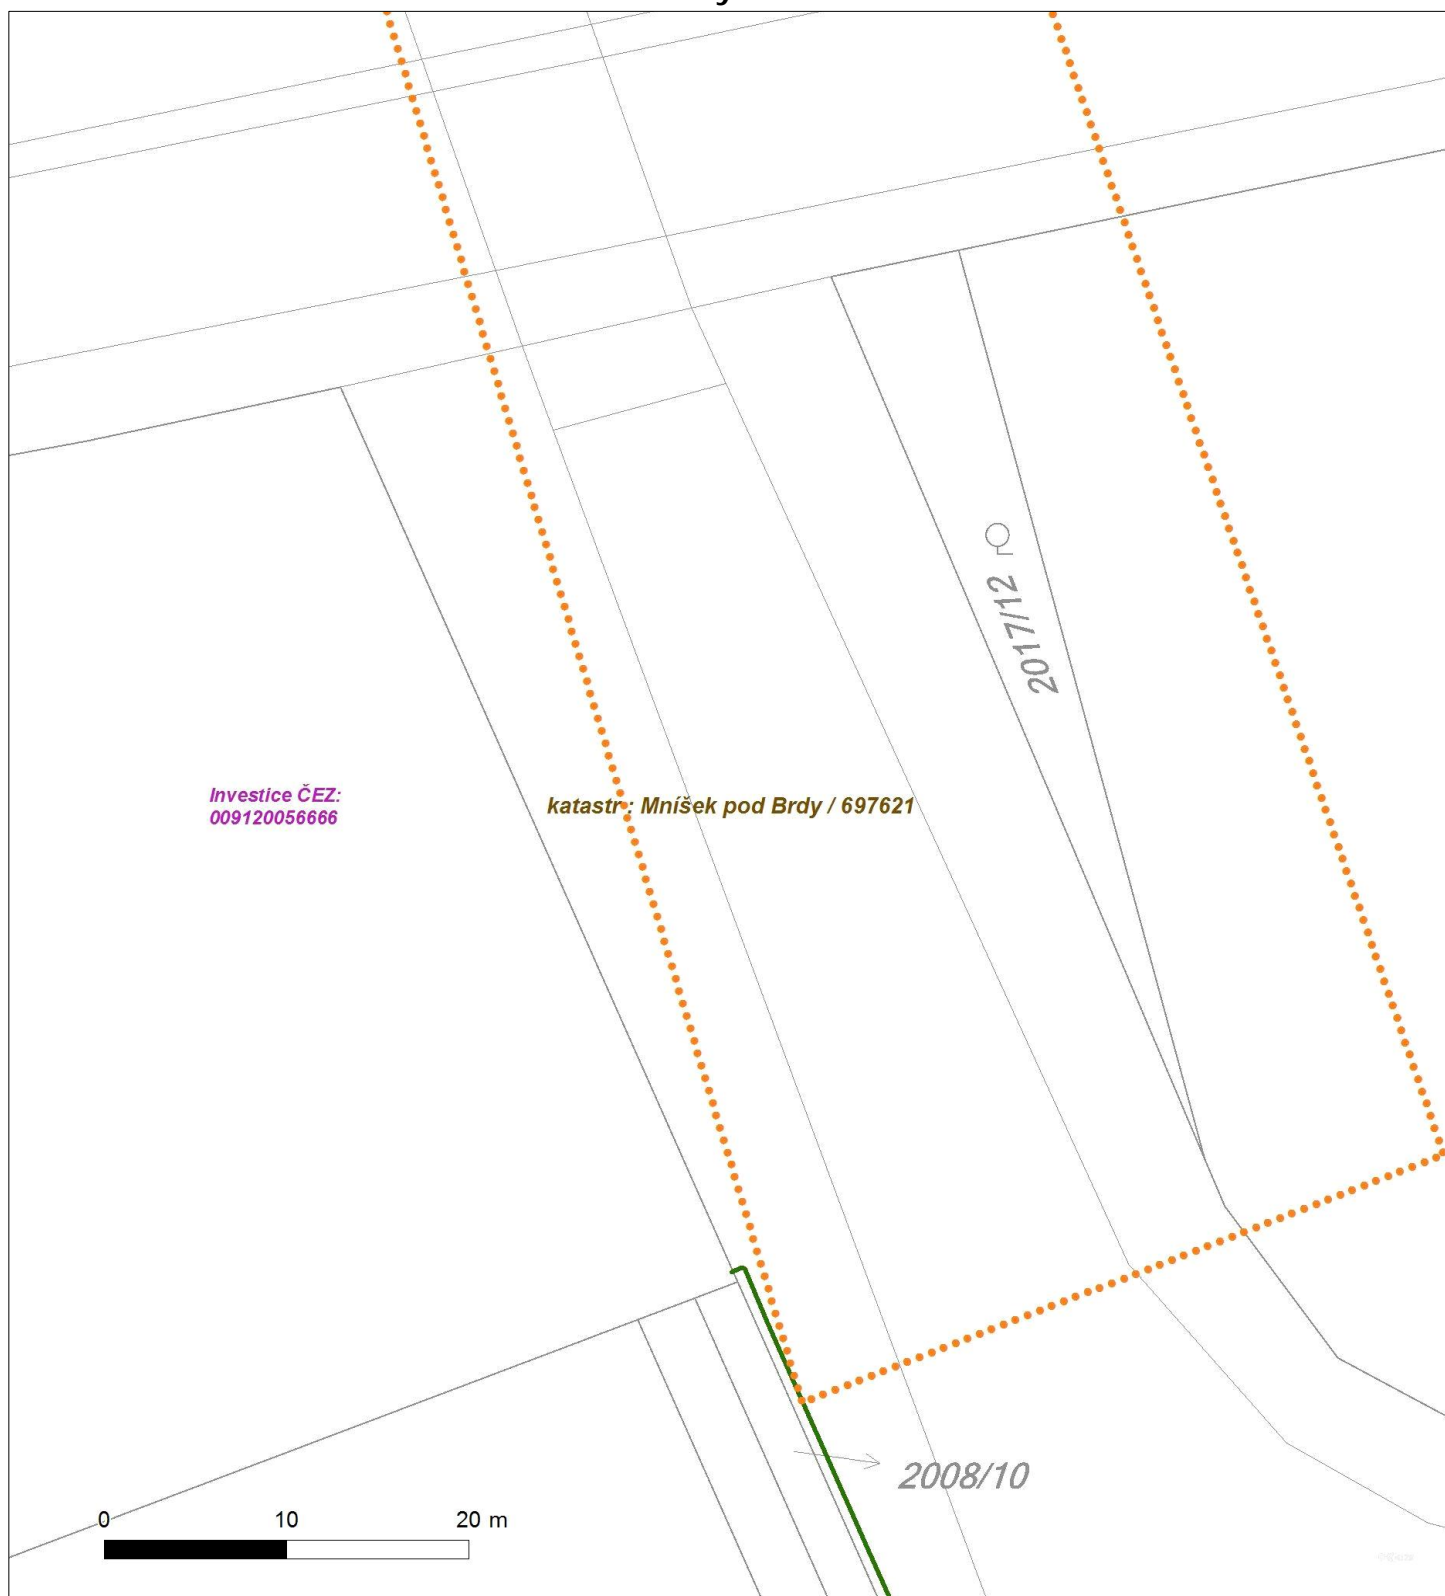 2017/12
Investice ČEZ:
009120056666
katastr : Mníšek pod Brdy / 697621
2008/10
0 10 20 m